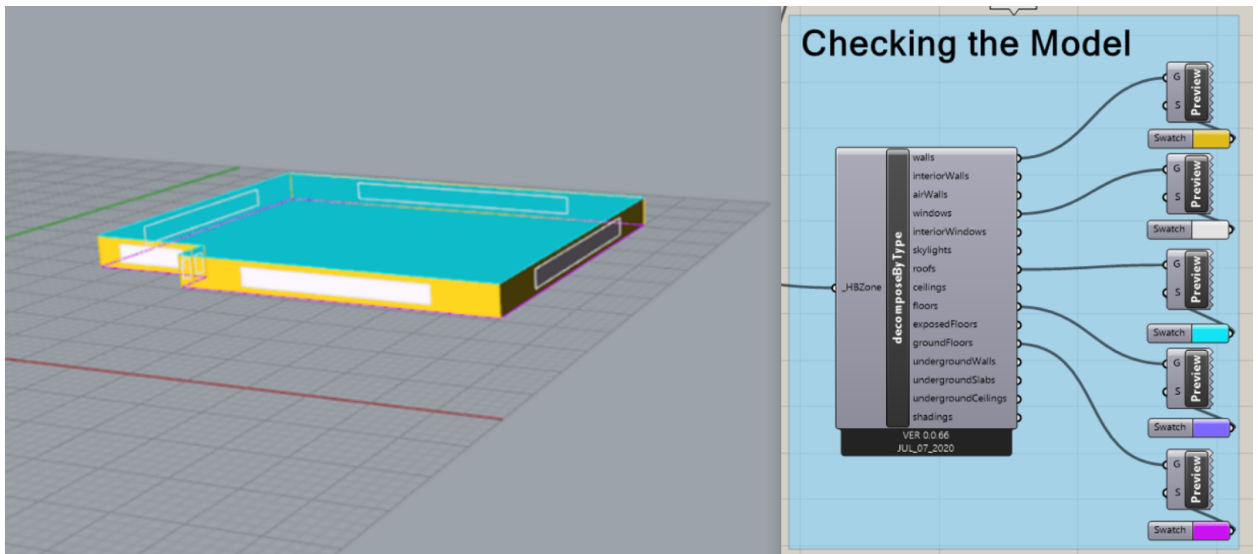 Checking the Model
_HBZone
decomposeByType
walls
interiorWalls
airWalls
windows
interiorWindows
skylights
roofs
ceilings
floors
exposedFloors
groundFloors
undergroundWalls
undergroundSlabs
undergroundCeilings
shadings
VER 0.0.66
JUL_07_2020
G
S
Preview
Swatch
G
S
Preview
Swatch
G
S
Preview
Swatch
G
S
Preview
Swatch
G
S
Preview
Swatch